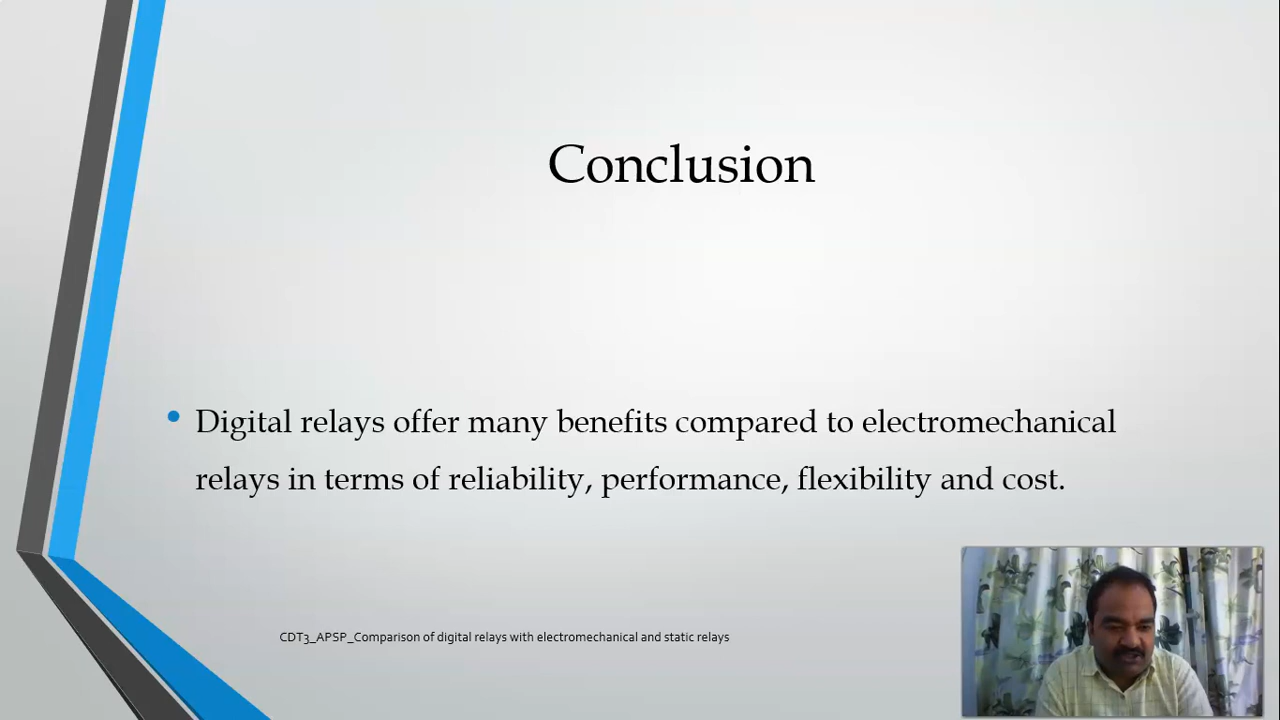 Conclusion
• Digital relays offer many benefits compared to electromechanical
relays in terms of reliability, performance, flexibility and cost.
CDT3_APSP_Comparison of digital relays with electromechanical and static relays